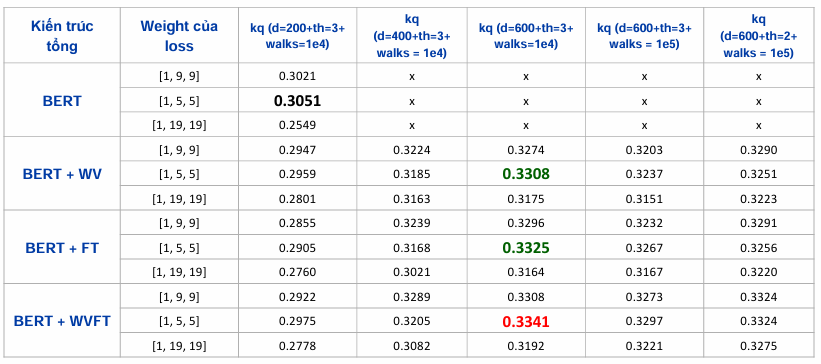 Kiến trúc tổng | Weight của loss | kq (d=200+th=3+ walks=1e4) | kq (d=400+th=3+ walks = 1e4) | kq (d=600+th=3+ walks=1e4) | kq (d=600+th=3+ walks = 1e5) | kq (d=600+th=2+ walks = 1e5)
BERT | [1, 9, 9] | 0.3021 | x | x | x | x
[1, 5, 5] | 0.3051 | x | x | x | x
[1, 19, 19] | 0.2549 | x | x | x | x
BERT + WV | [1, 9, 9] | 0.2947 | 0.3224 | 0.3274 | 0.3203 | 0.3290
[1, 5, 5] | 0.2959 | 0.3185 | 0.3308 | 0.3237 | 0.3251
[1, 19, 19] | 0.2801 | 0.3163 | 0.3175 | 0.3151 | 0.3223
BERT + FT | [1, 9, 9] | 0.2855 | 0.3239 | 0.3296 | 0.3232 | 0.3291
[1, 5, 5] | 0.2905 | 0.3168 | 0.3325 | 0.3267 | 0.3256
[1, 19, 19] | 0.2760 | 0.3021 | 0.3164 | 0.3167 | 0.3220
BERT + WVFT | [1, 9, 9] | 0.2922 | 0.3289 | 0.3308 | 0.3273 | 0.3324
[1, 5, 5] | 0.2975 | 0.3205 | 0.3341 | 0.3297 | 0.3324
[1, 19, 19] | 0.2778 | 0.3082 | 0.3192 | 0.3221 | 0.3275